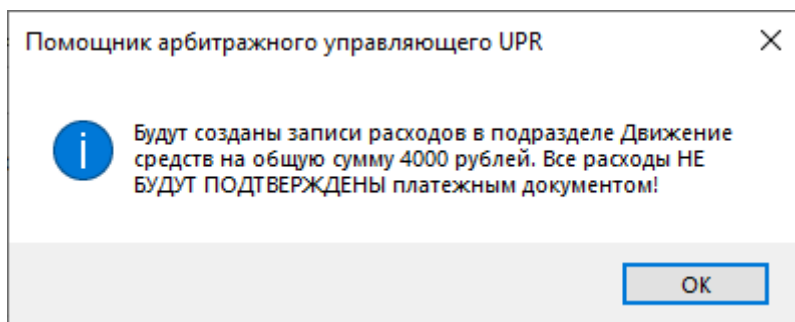 Помощник арбитражного управляющего UPR
Будут созданы записи расходов в подразделе Движение
средств на общую сумму 4000 рублей. Все расходы НЕ
БУДУТ ПОДТВЕРЖДЕНЫ платежным документом!
ОК